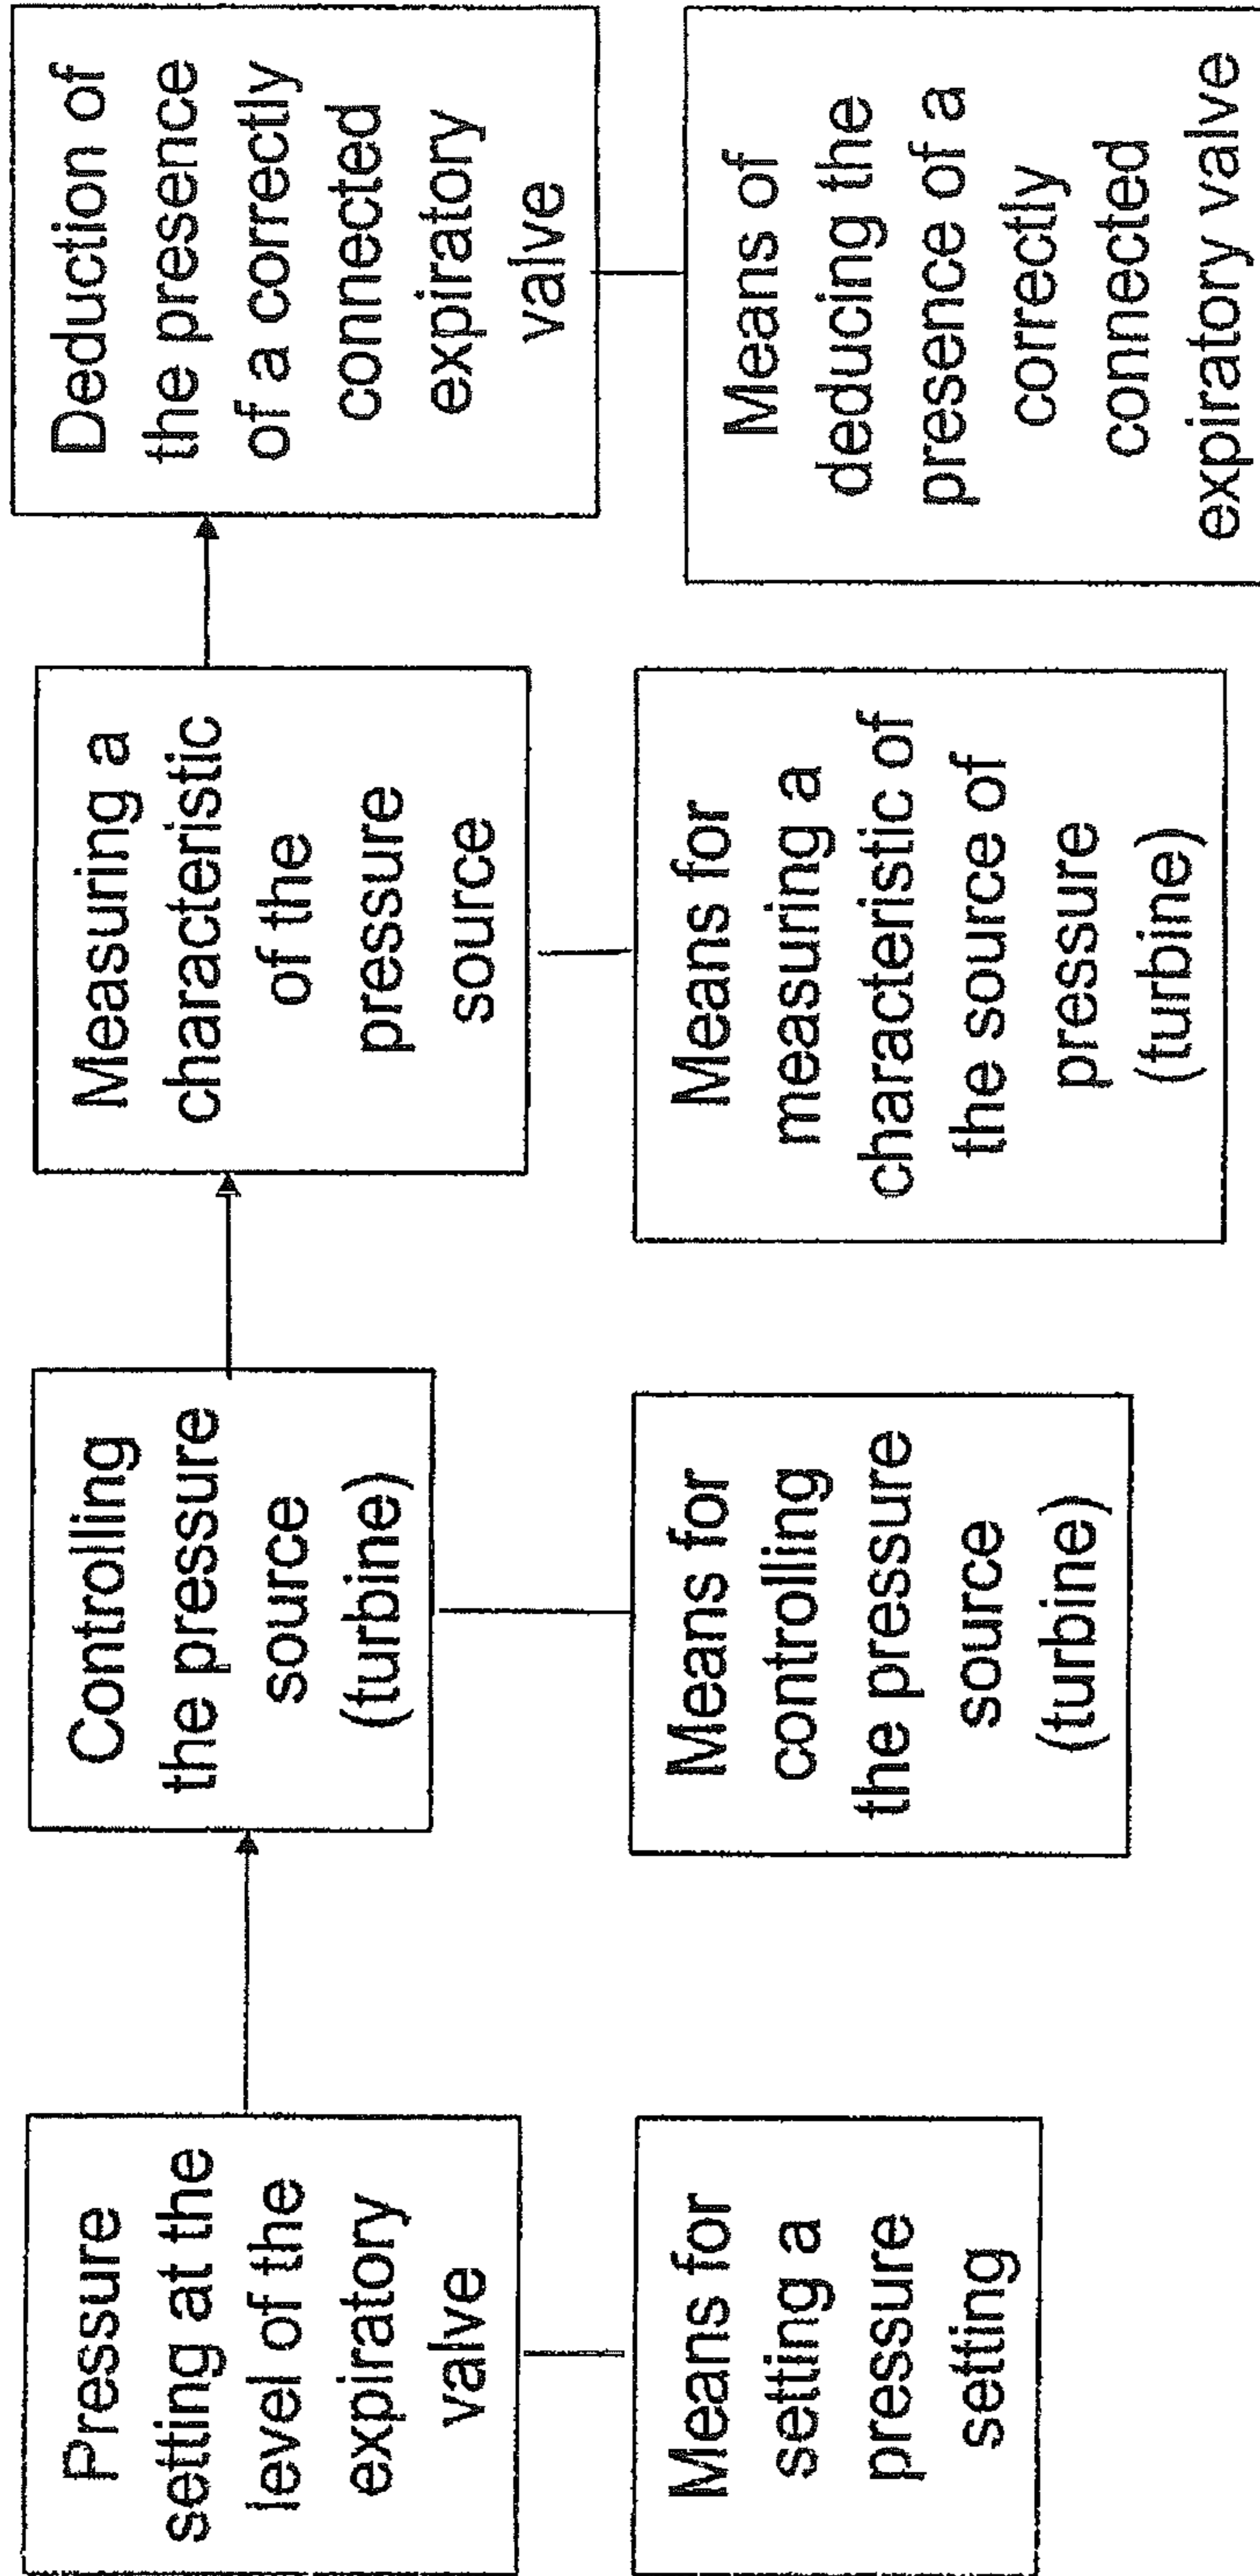 Pressure
setting at the
level of the
expiratory
valve
Controlling
the pressure
source
(turbine)
Measuring a
characteristic
of the
pressure
source
Deduction of
the presence
of a correctly
connected
expiratory
valve
Means for
setting a
pressure
setting
Means for
controlling
the pressure
source
(turbine)
Means for
measuring a
characteristic of
the source of
pressure
(turbine)
Means of
deducing the
presence of a
correctly
connected
expiratory valve